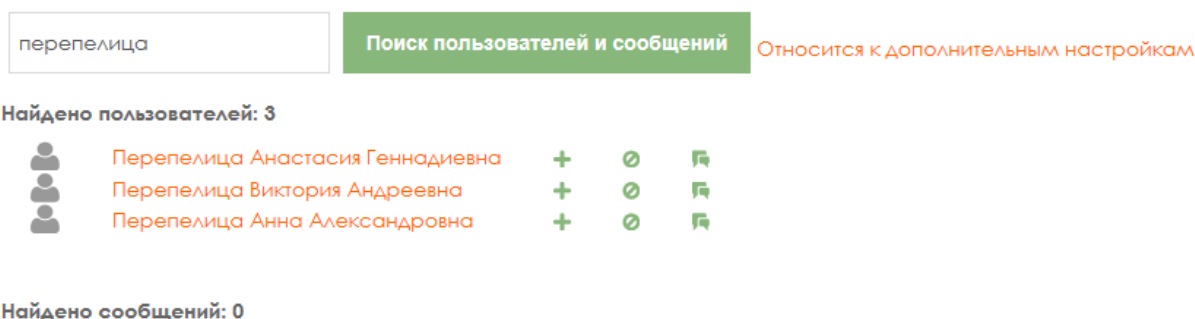 перепелица
Поиск пользователей и сообщений
Относится к дополнительным настройкам
Найдено пользователей: 3
Перепелица Анастасия Геннадиевна
Перепелица Виктория Андреевна
Перепелица Анна Александровна
Найдено сообщений: 0